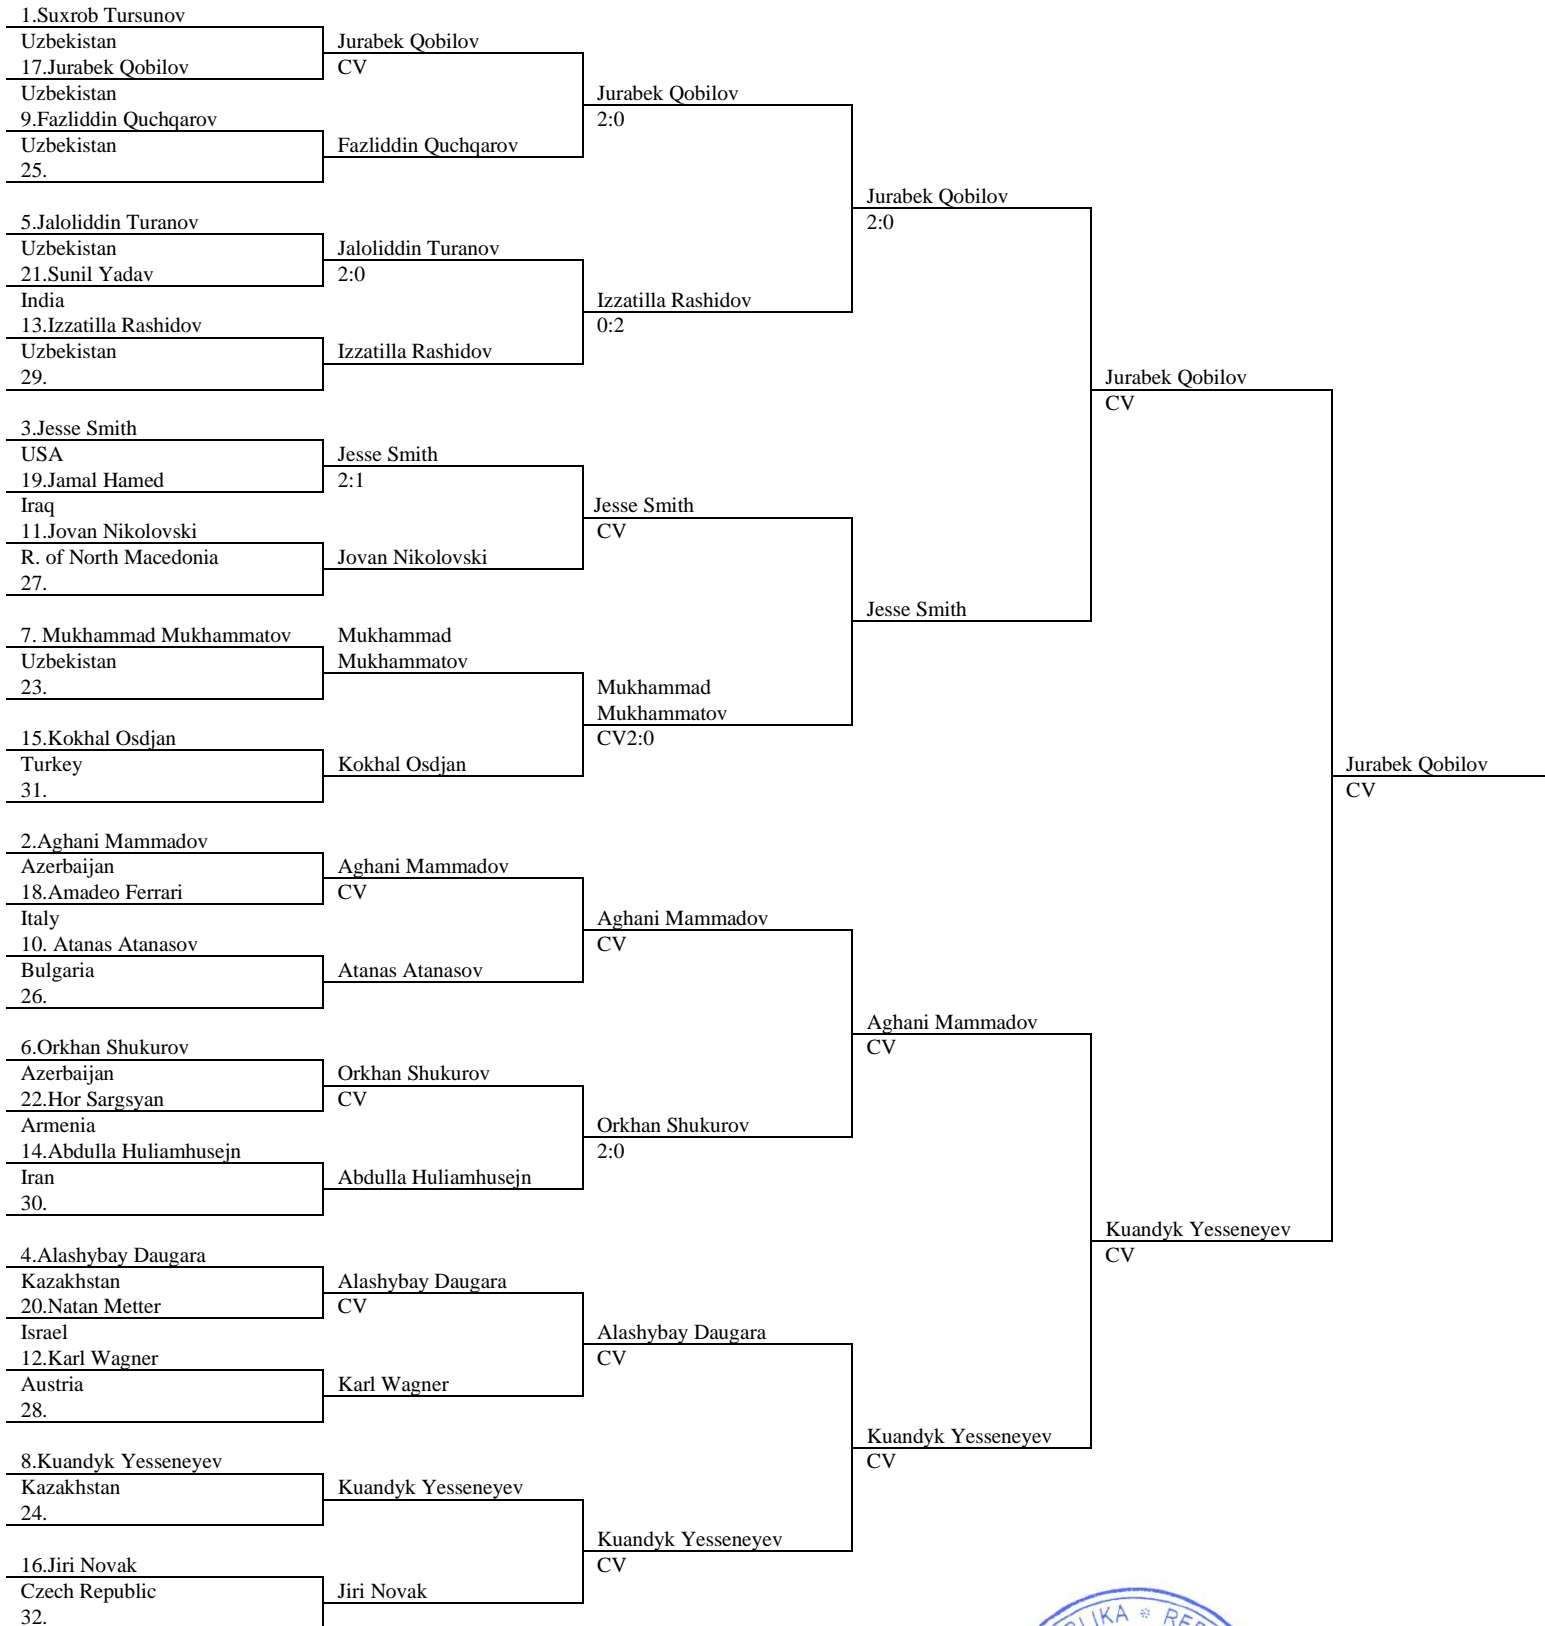 1.Suxrob Tursunov
Uzbekistan
Jurabek Qobilov
17.Jurabek Qobilov
CV
Uzbekistan
Jurabek Qobilov
9.Fazliddin Quchqarov
2:0
Uzbekistan
Fazliddin Quchqarov
25.
Jurabek Qobilov
5.Jaloliddin Turanov
2:0
Uzbekistan
Jaloliddin Turanov
21.Sunil Yadav
2:0
India
Izzatilla Rashidov
13.Izzatilla Rashidov
0:2
Uzbekistan
Izzatilla Rashidov
29.
Jurabek Qobilov
CV
3.Jesse Smith
USA
Jesse Smith
19.Jamal Hamed
2:1
Iraq
Jesse Smith
11.Jovan Nikolovski
CV
R. of North Macedonia
Jovan Nikolovski
27.
Jesse Smith
7. Mukhammad Mukhammatov
Mukhammad
Uzbekistan
Mukhammatov
23.
Mukhammad
Mukhammatov
15.Kokhal Osdjan
CV2:0
Turkey
Kokhal Osdjan
Jurabek Qobilov
31.
CV
2.Aghani Mammadov
Azerbaijan
Aghani Mammadov
18.Amadeo Ferrari
CV
Italy
Aghani Mammadov
10. Atanas Atanasov
CV
Bulgaria
Atanas Atanasov
26.
Aghani Mammadov
6.Orkhan Shukurov
CV
Azerbaijan
Orkhan Shukurov
22.Hor Sargsyan
CV
Armenia
Orkhan Shukurov
14.Abdulla Huliamhusejn
2:0
Iran
Abdulla Huliamhusejn
30.
Kuandyk Yesseneyev
4.Alashybay Daugara
CV
Kazakhstan
Alashybay Daugara
20.Natan Metter
CV
Israel
Alashybay Daugara
12.Karl Wagner
CV
Austria
Karl Wagner
28.
Kuandyk Yesseneyev
8.Kuandyk Yesseneyev
CV
Kazakhstan
Kuandyk Yesseneyev
24.
Kuandyk Yesseneyev
16.Jiri Novak
CV
Czech Republic
Jiri Novak
32.